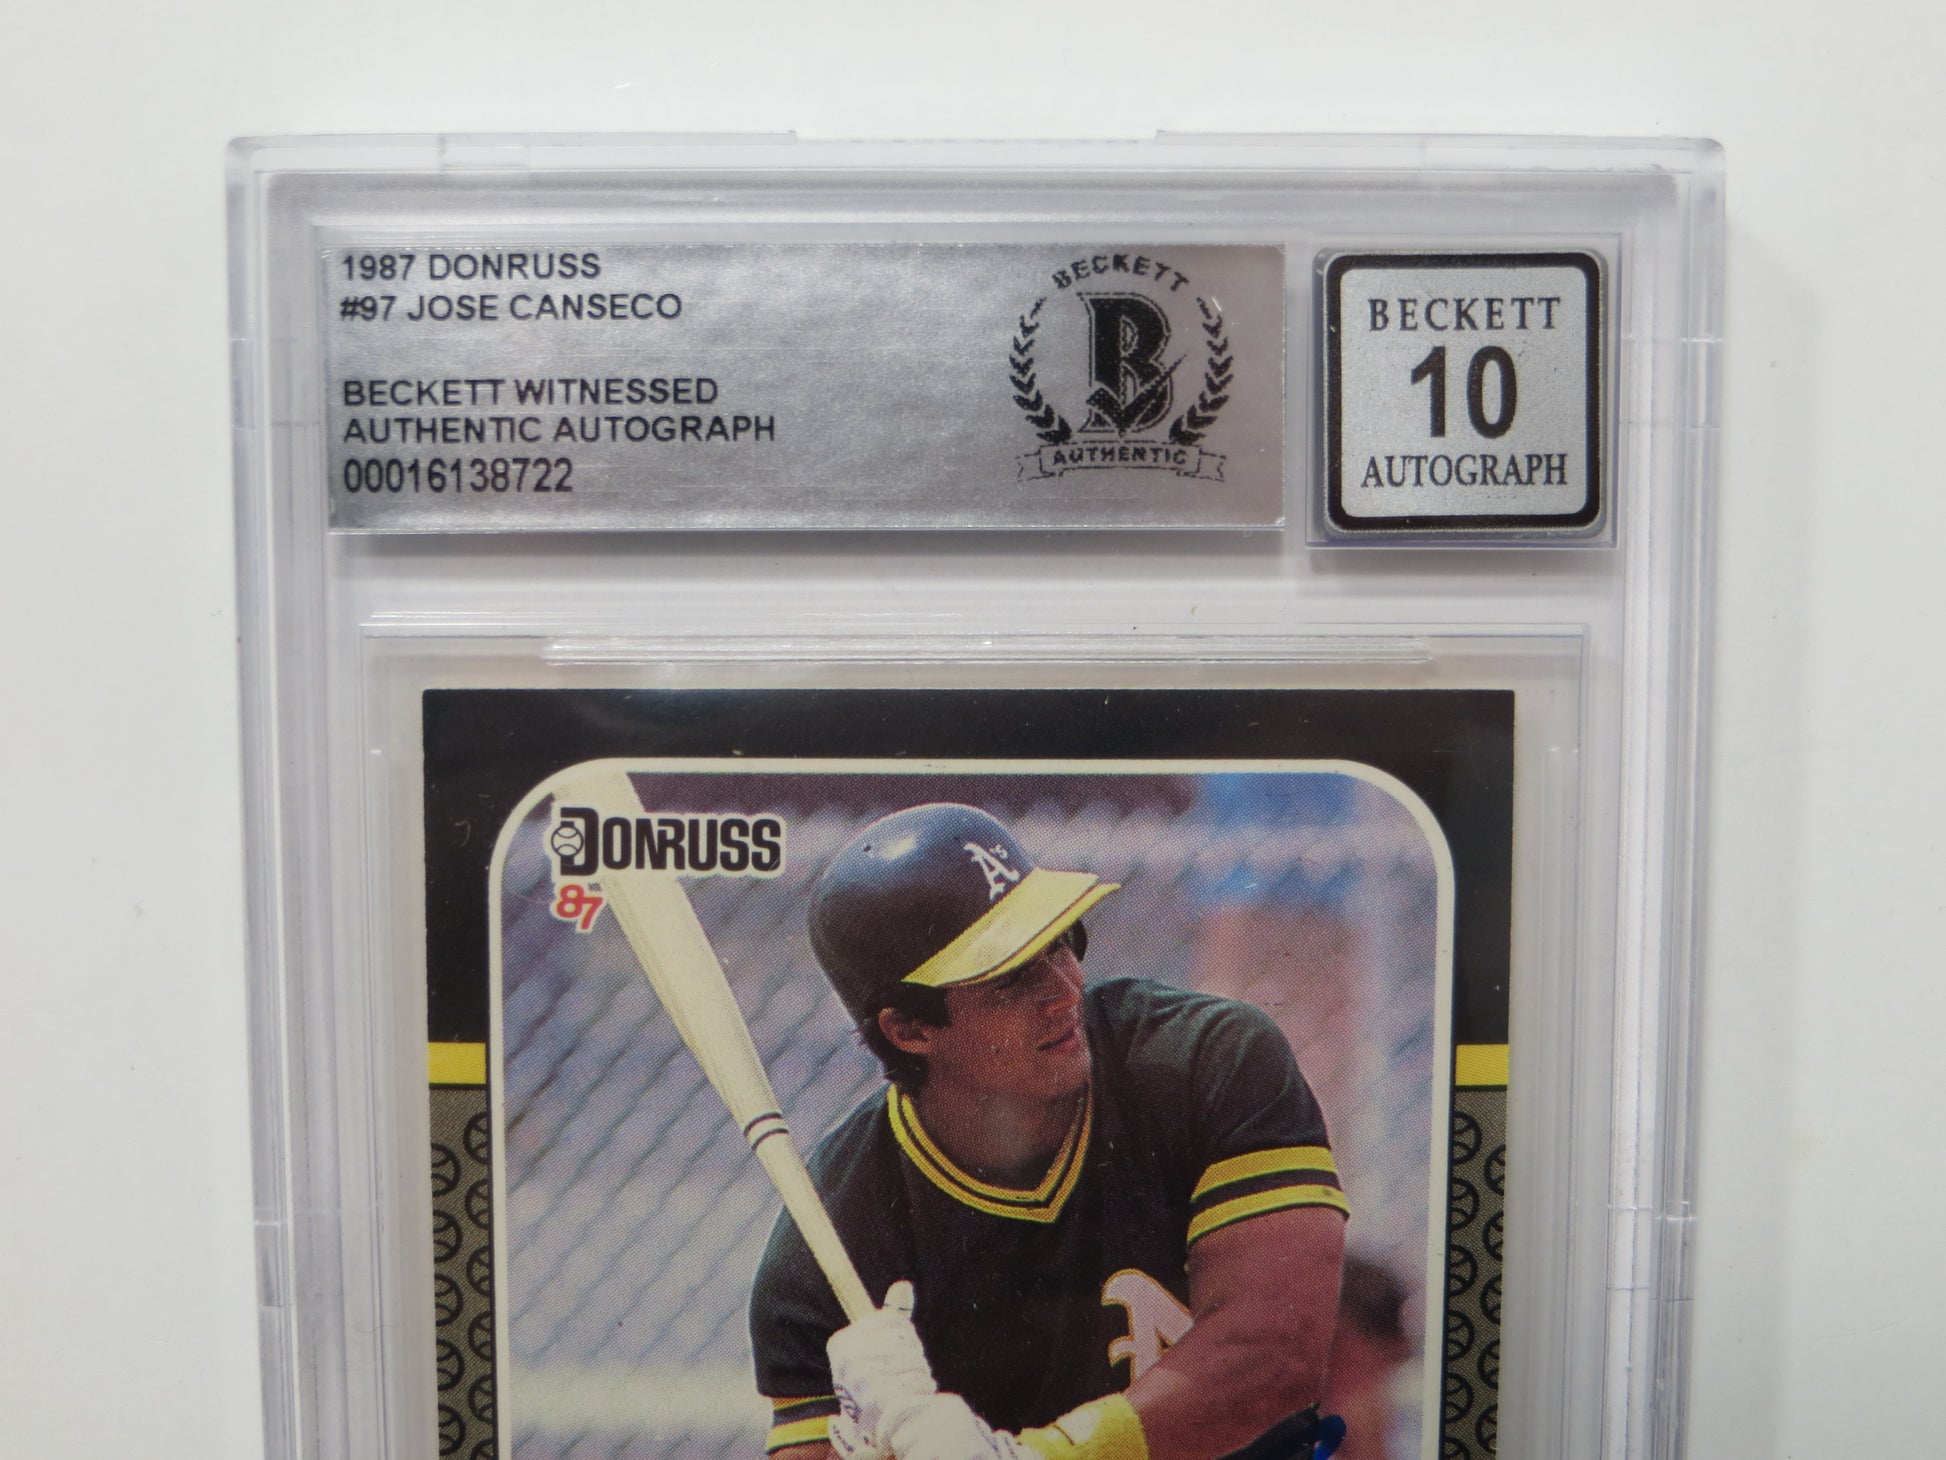 1987 DONRUSS
#97 JOSE CANSECO
BECKETT WITNESSED
AUTHENTIC AUTOGRAPH
00016138722
BECKETT
B
AUTHENTIC
BECKETT
10
AUTOGRAPH
DONRUSS
87
A's
A